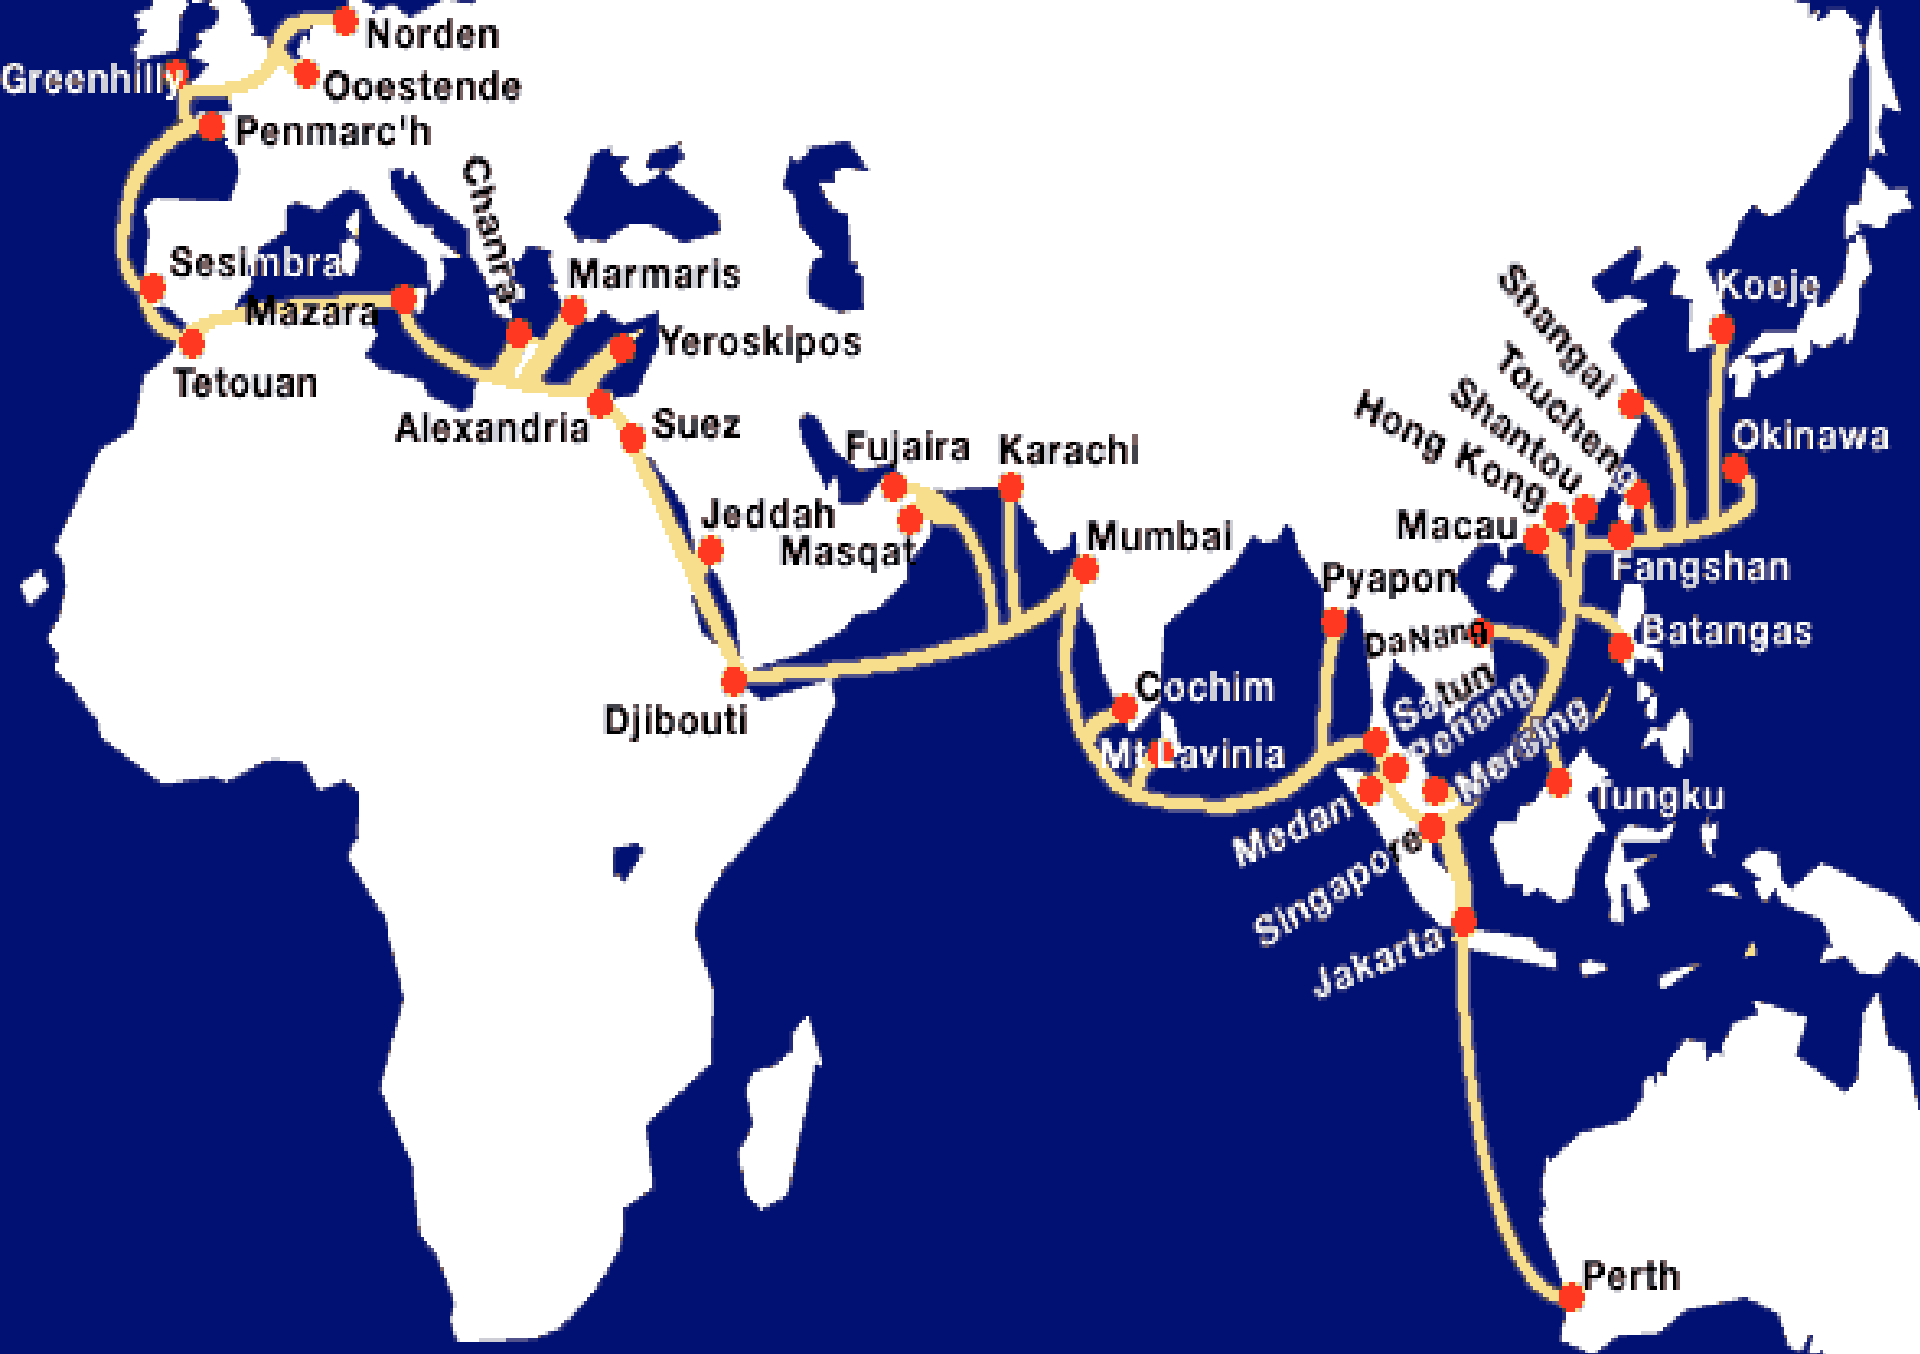 Norden
Greenhilly
Ooestende
Penmarc'h
Chanra
Sesimbra
Marmaris
Mazara
Yeroskipos
Tetouan
Alexandria
Suez
Fujaira
Karachi
Jeddah
Masqat
Mumbai
Djibouti
Cochim
Mt Lavinia
Pyapon
DaNang
Satun
Penang
Mersing
Medan
Singapore
Jakarta
Tungku
Batangas
Fangshan
Macau
Hong Kong
Shantou
Toucheng
Shangai
Koeje
Okinawa
Perth